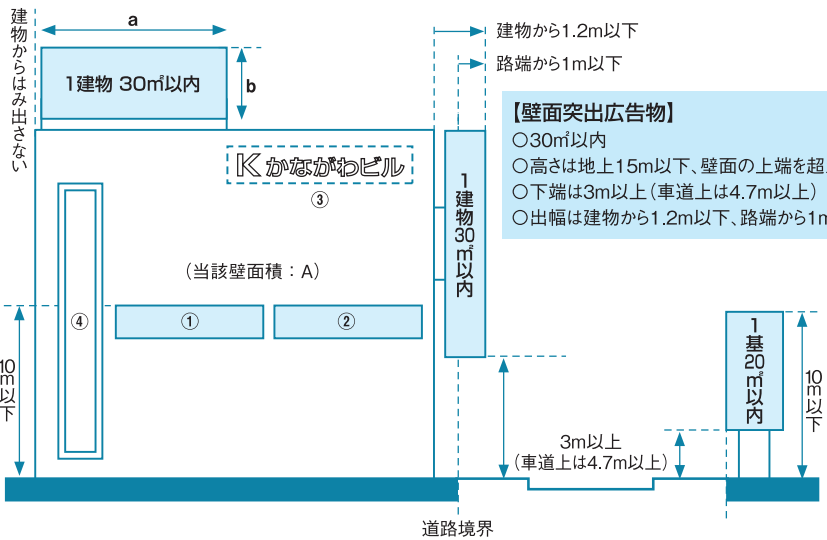 建物からはみ出さない
a
b
1建物 30㎡以内
建物から1.2m以下
路端から1m以下
【壁面突出広告物】
○30㎡以内
○高さは地上15m以下、壁面の上端を超
○下端は3m以上(車道上は4.7m以上)
○出幅は建物から1.2m以下、路端から1m
K かながわビル
③
1建物30㎡以内
(当該壁面積:A)
④
①
②
10m以下
1基20㎡以内
10m以下
3m以上
(車道上は4.7m以上)
道路境界